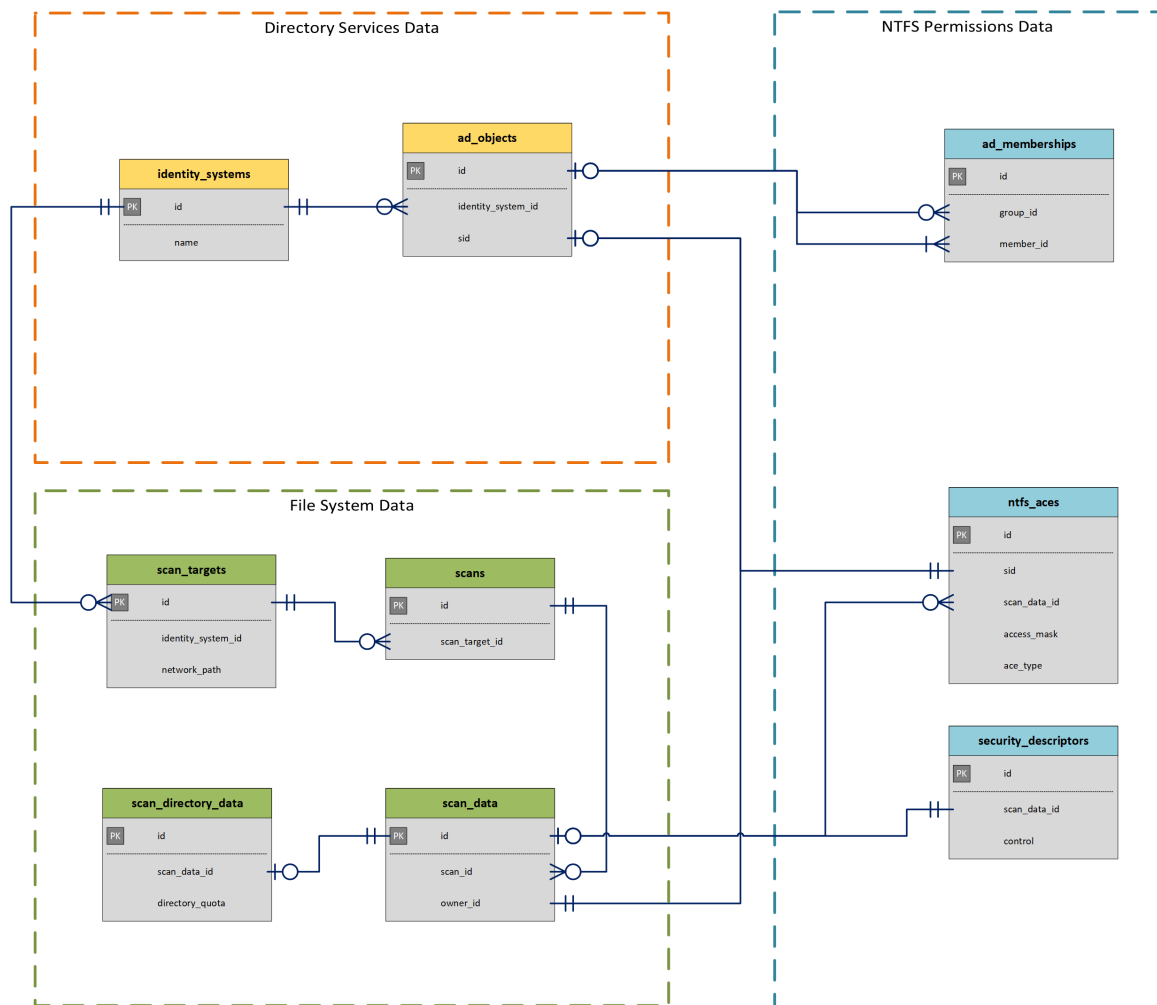 Directory Services Data
identity_systems
PK id
name
ad_objects
PK id
identity_system_id
sid
NTFS Permissions Data
ad_memberships
PK id
group_id
member_id
ntfs_aces
PK id
sid
scan_data_id
access_mask
ace_type
security_descriptors
PK id
scan_data_id
control
File System Data
scan_targets
PK id
identity_system_id
network_path
scans
PK id
scan_target_id
scan_directory_data
PK id
scan_data_id
directory_quota
scan_data
PK id
scan_id
owner_id